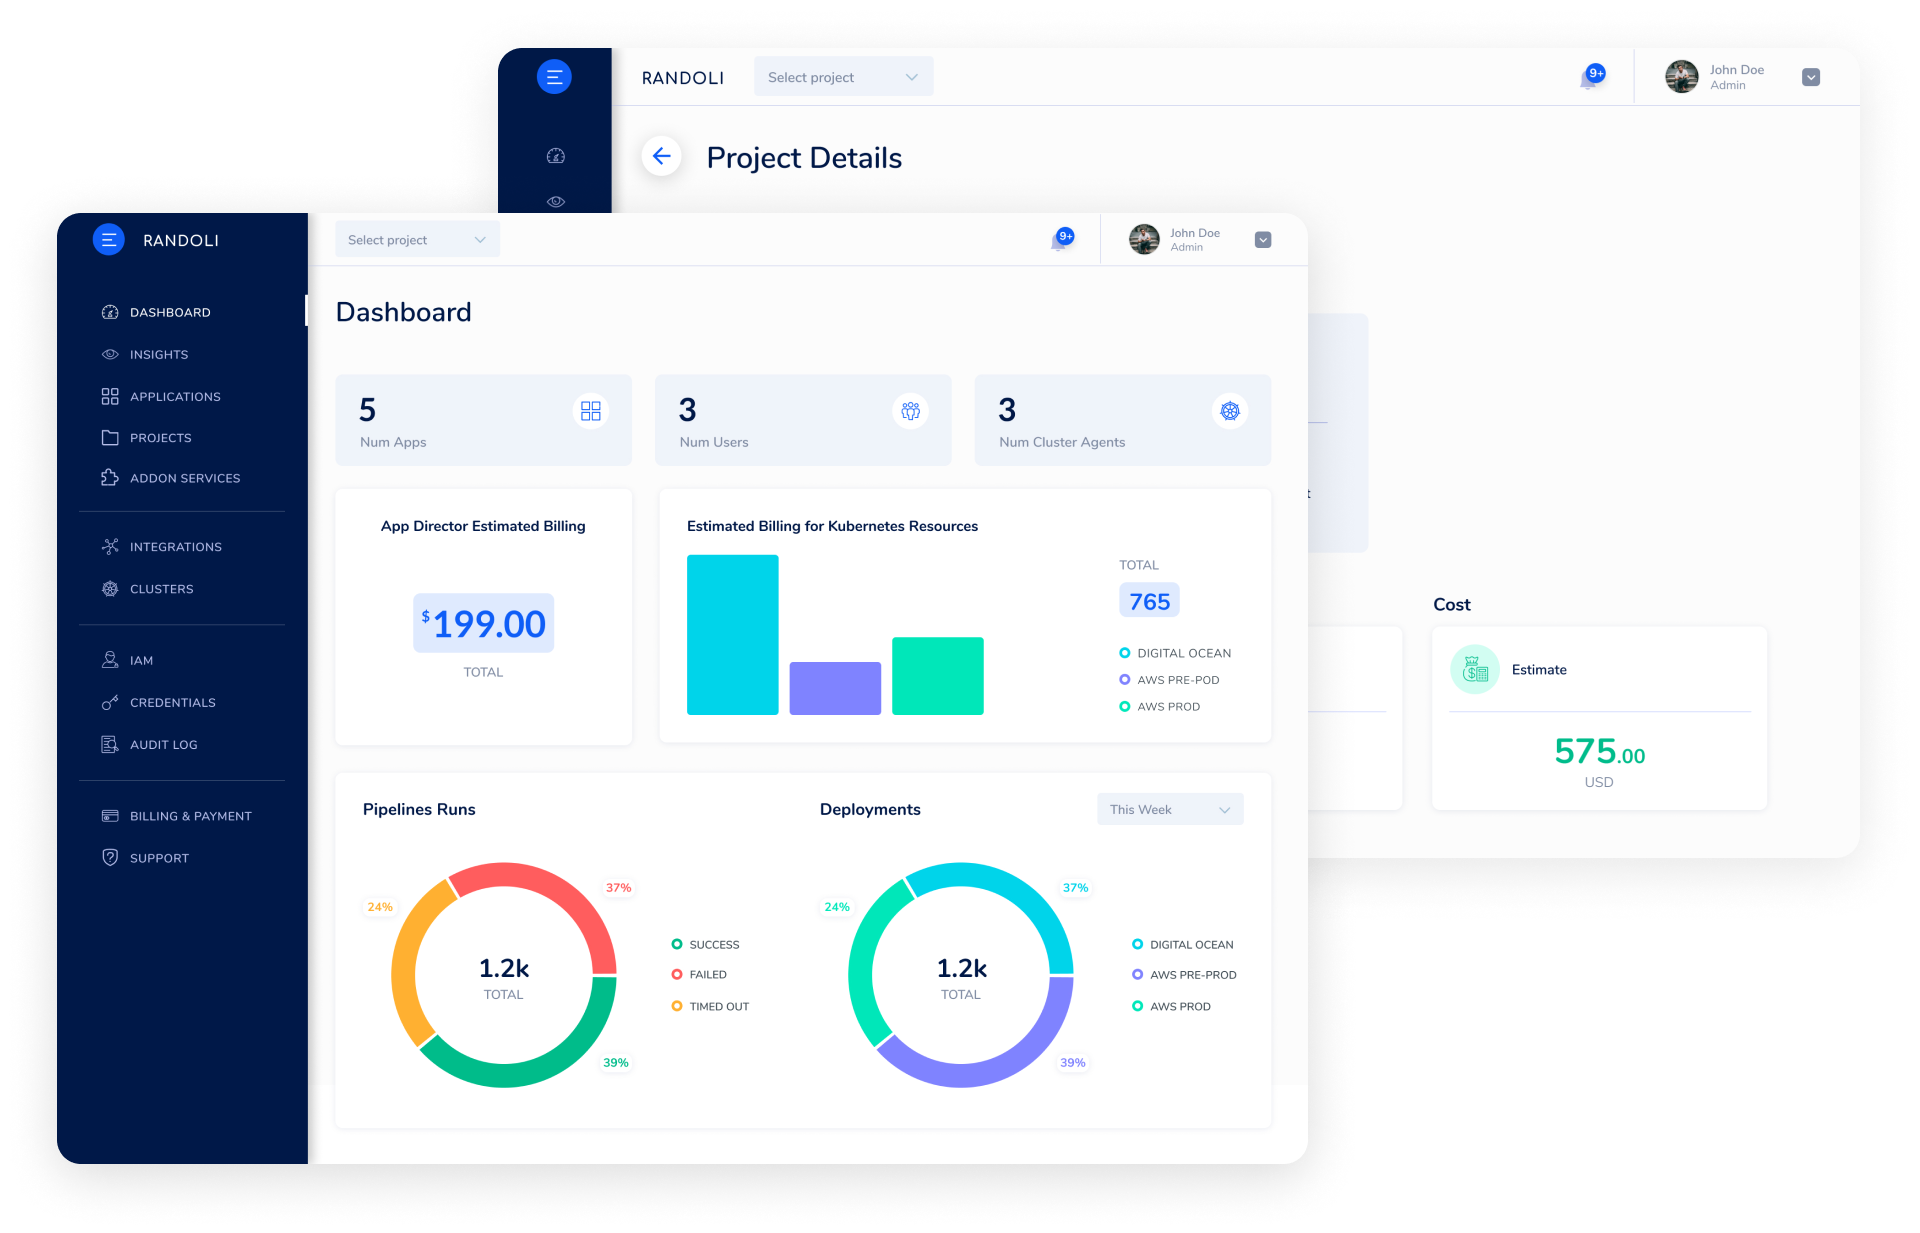 RANDOLI
Select project
9+
John Doe
Admin
Project Details
RANDOLI
Select project
9+
John Doe
Admin
DASHBOARD
INSIGHTS
APPLICATIONS
PROJECTS
ADDON SERVICES
INTEGRATIONS
CLUSTERS
IAM
CREDENTIALS
AUDIT LOG
BILLING & PAYMENT
SUPPORT
Dashboard
5
Num Apps
3
Num Users
3
Num Cluster Agents
App Director Estimated Billing
$199.00
TOTAL
Estimated Billing for Kubernetes Resources
TOTAL
765
DIGITAL OCEAN
AWS PRE-POD
AWS PROD
t
Cost
Estimate
575.00
USD
Pipelines Runs
37%
24%
1.2k
TOTAL
39%
SUCCESS
FAILED
TIMED OUT
Deployments
This Week
37%
24%
1.2k
TOTAL
39%
DIGITAL OCEAN
AWS PRE-PROD
AWS PROD